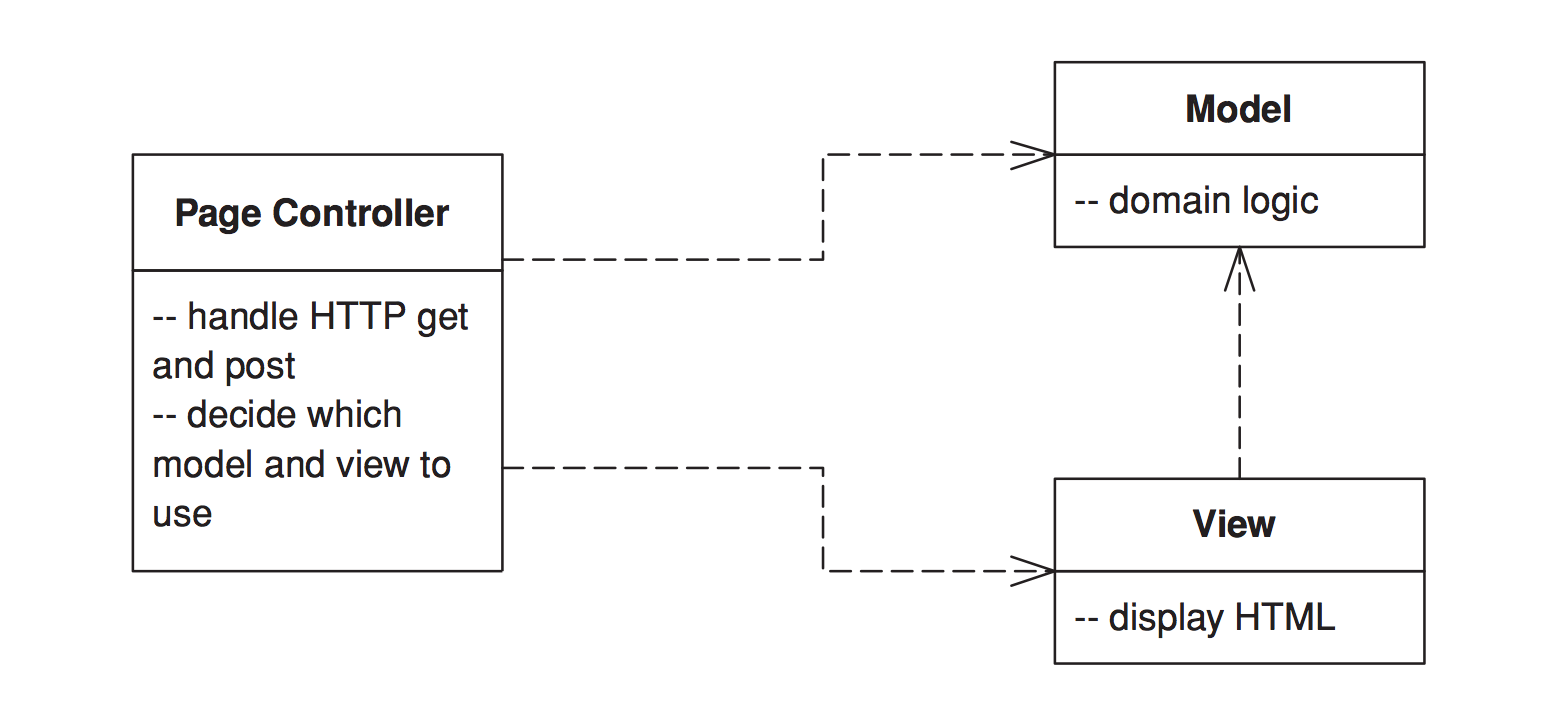 Page Controller
-- handle HTTP get
and post
-- decide which
model and view to
use
Model
-- domain logic
View
-- display HTML